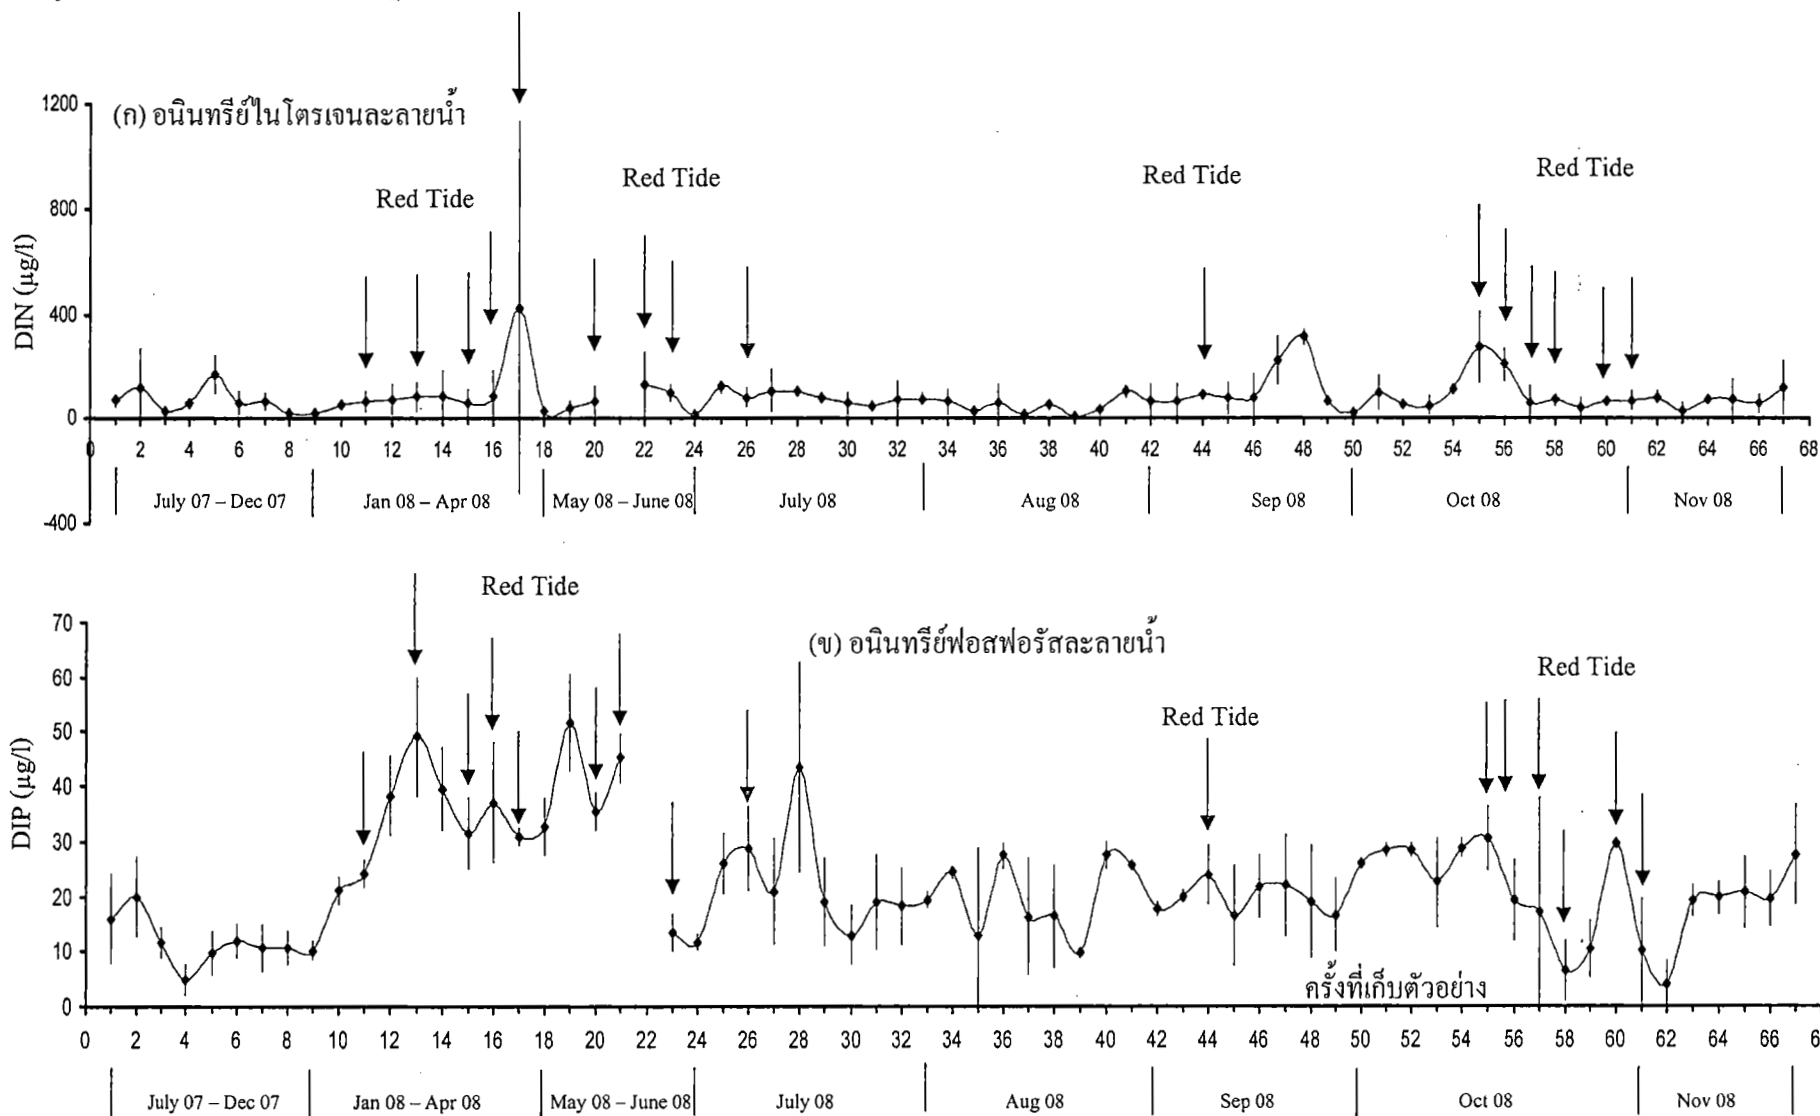 1200
(ก) อนินทรีย์ไนโตรเจนละลายน้ำ
Red Tide
Red Tide
Red Tide
Red Tide
800
DIN (µg/l)
400
0
0 2 4 6 8 10 12 14 16 18 20 22 24 26 28 30 32 34 36 38 40 42 44 46 48 50 52 54 56 58 60 62 64 66 68
July 07 – Dec 07 Jan 08 – Apr 08 May 08 – June 08 July 08 Aug 08 Sep 08 Oct 08 Nov 08
-400
Red Tide
70
(ข) อนินทรีย์ฟอสฟอรัสละลายน้ำ
Red Tide
60
Red Tide
50
DIP (µg/l)
40
30
20
10
ครั้งที่เก็บตัวอย่าง
0
0 2 4 6 8 10 12 14 16 18 20 22 24 26 28 30 32 34 36 38 40 42 44 46 48 50 52 54 56 58 60 62 64 66 6
July 07 – Dec 07 Jan 08 – Apr 08 May 08 – June 08 July 08 Aug 08 Sep 08 Oct 08 Nov 08